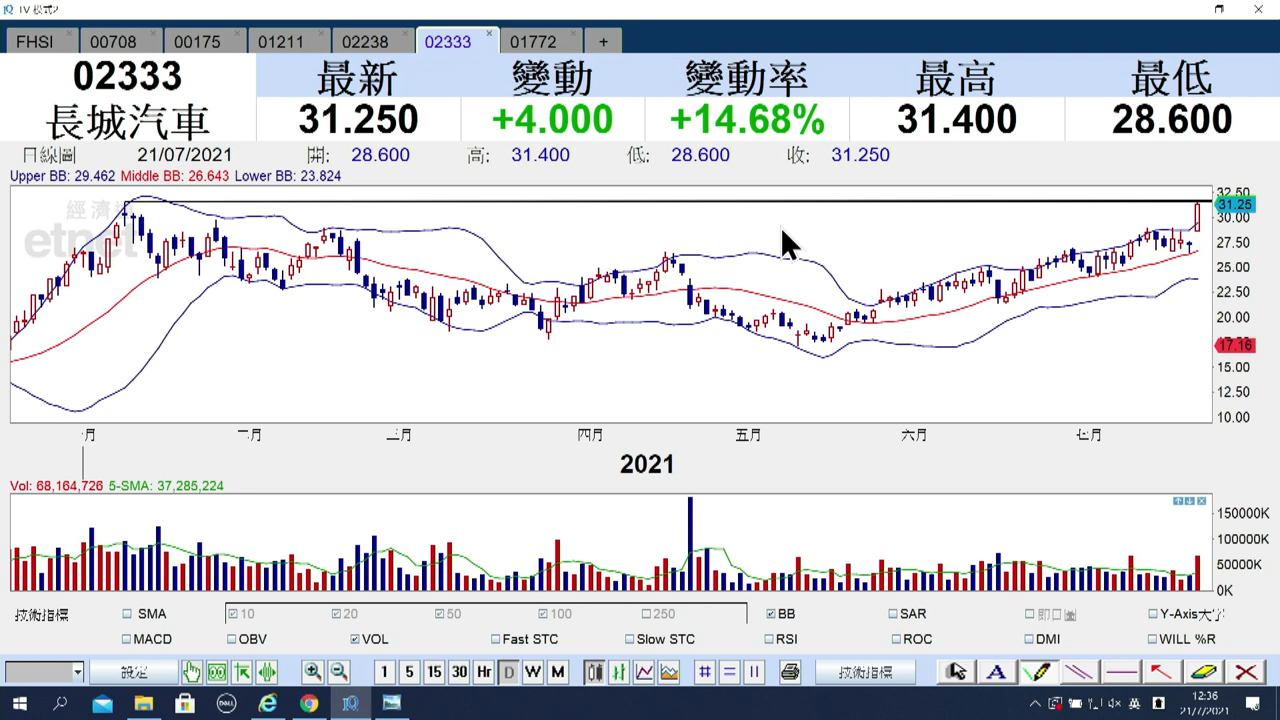 TV 模式2
FHSI 00708 00175 01211 02238 02333 01772 +
02333 最新 變動 變動率 最高 最低
長城汽車 31.250 +4.000 +14.68% 31.400 28.600
日線圖 21/07/2021 開: 28.600 高: 31.400 低: 28.600 收: 31.250
Upper BB: 29.462 Middle BB: 26.643 Lower BB: 23.824
etnet
32.50
31.25
30.00
27.50
25.00
22.50
20.00
17.16
15.00
12.50
10.00
二月 三月 四月 五月 六月 七月
2021
Vol: 68,164,726 5-SMA: 37,285,224
150000K
100000K
50000K
0K
技術指標 SMA 10 20 50 100 250 BB SAR Y-Axis大字
MACD OBV VOL Fast STC Slow STC RSI ROC DMI WILL %R
設定 1 5 15 30 Hr D W M 技術指標 A
DELL 英 12:36
21/7/2021